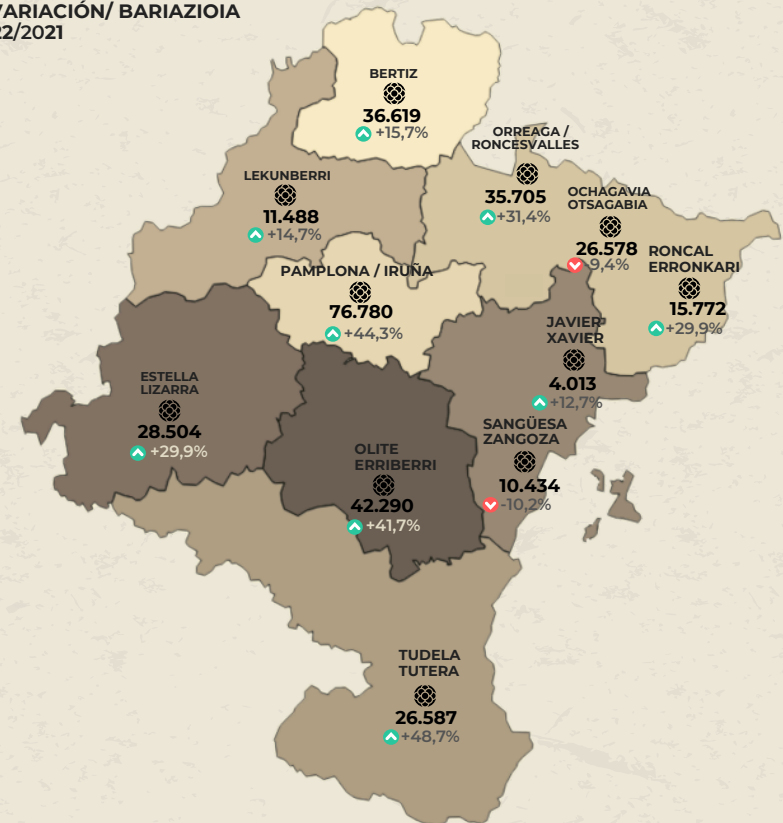 VARIACIÓN/ BARIAZIOIA
22/2021
BERTIZ
36.619
+15,7%
ORREAGA /
RONCESVALLES
35.705
+31,4%
LEKUNBERRI
11.488
+14,7%
OCHAGAVIA
OTSAGABIA
26.578
-9,4%
RONCAL
ERRONKARI
15.772
+29,9%
PAMPLONA / IRUÑA
76.780
+44,3%
JAVIER
XAVIER
4.013
+12,7%
ESTELLA
LIZARRA
28.504
+29,9%
SANGÜESA
ZANGOZA
10.434
-10,2%
OLITE
ERRIBERRI
42.290
+41,7%
TUDELA
TUTERA
26.587
+48,7%